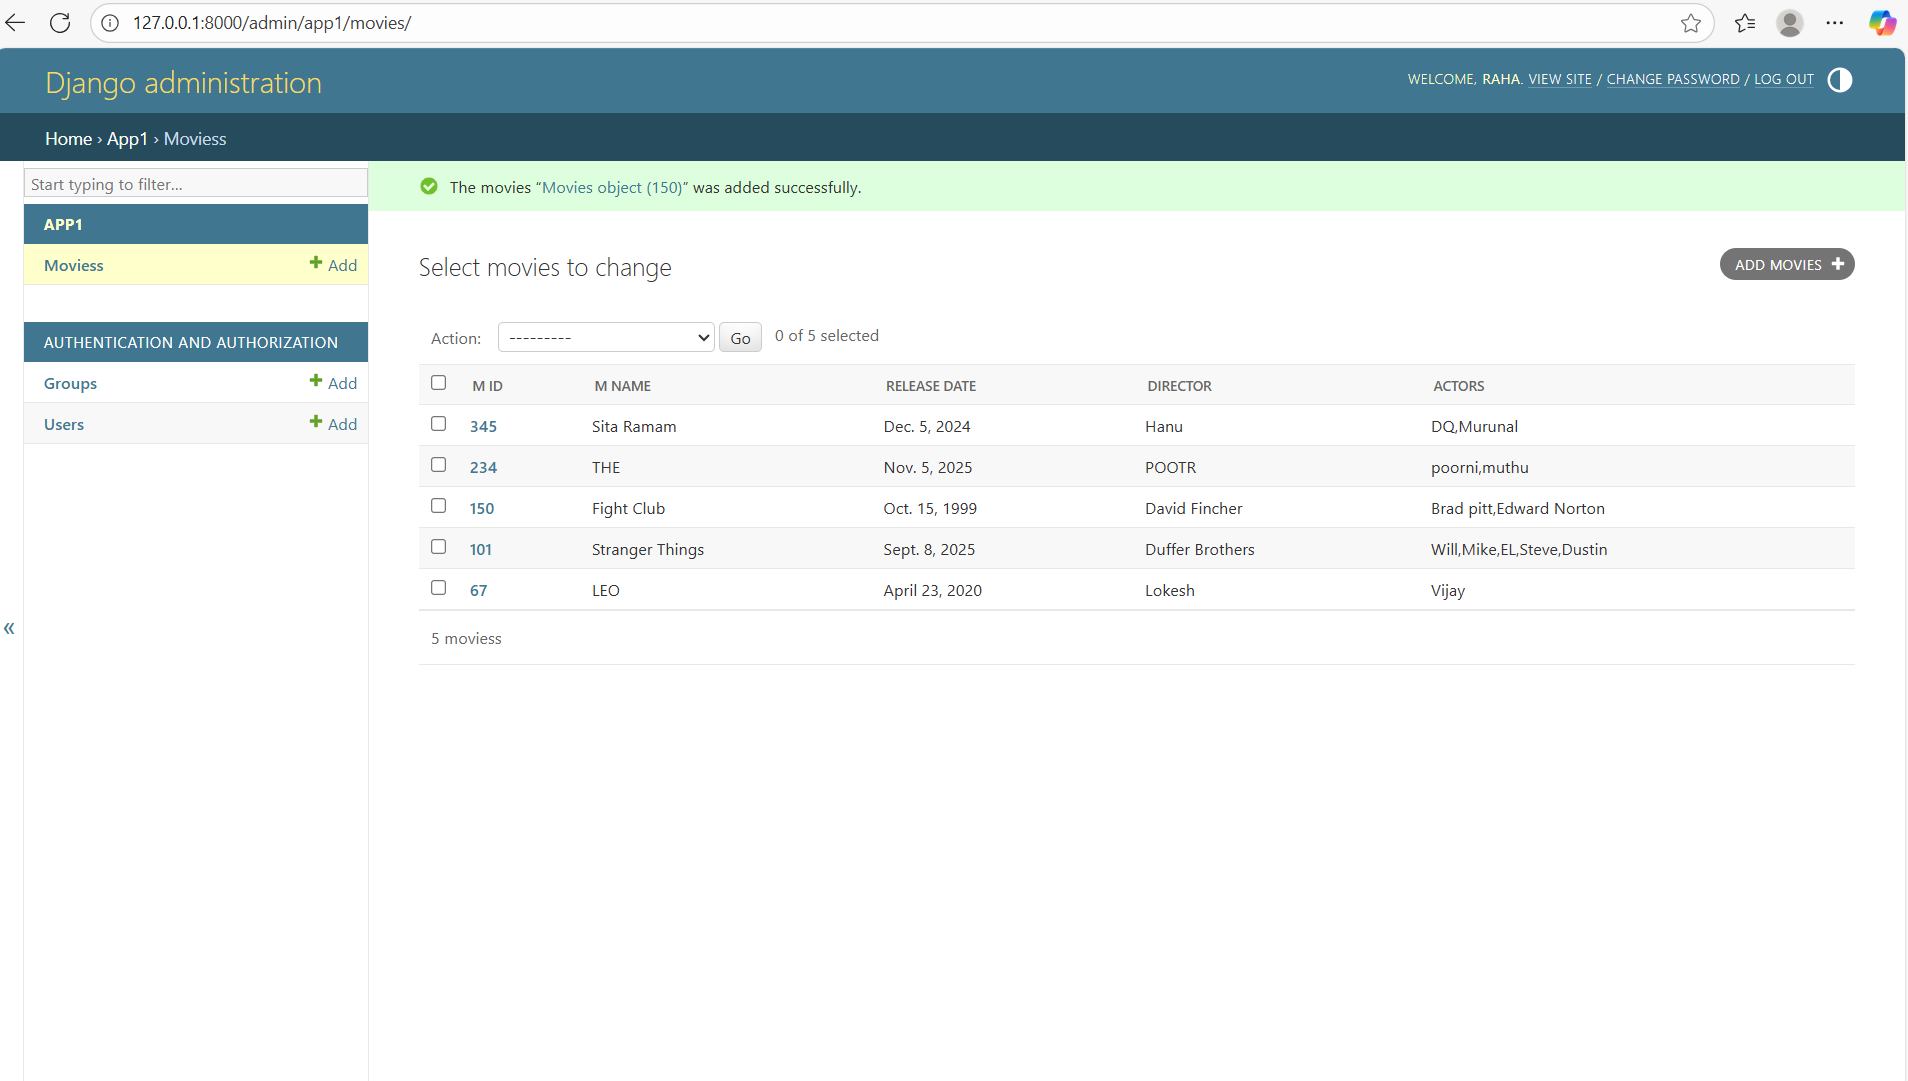 127.0.0.1:8000/admin/app1/movies/
Django administration
WELCOME, RAHA. VIEW SITE / CHANGE PASSWORD / LOG OUT
Home › App1 › Moviess
Start typing to filter...
APP1
Moviess Add
AUTHENTICATION AND AUTHORIZATION
Groups Add
Users Add
The movies “Movies object (150)” was added successfully.
Select movies to change
ADD MOVIES
Action: --------- Go 0 of 5 selected
M ID M NAME RELEASE DATE DIRECTOR ACTORS
345 Sita Ramam Dec. 5, 2024 Hanu DQ,Murunal
234 THE Nov. 5, 2025 POOTR poorni,muthu
150 Fight Club Oct. 15, 1999 David Fincher Brad pitt,Edward Norton
101 Stranger Things Sept. 8, 2025 Duffer Brothers Will,Mike,EL,Steve,Dustin
67 LEO April 23, 2020 Lokesh Vijay
5 moviess